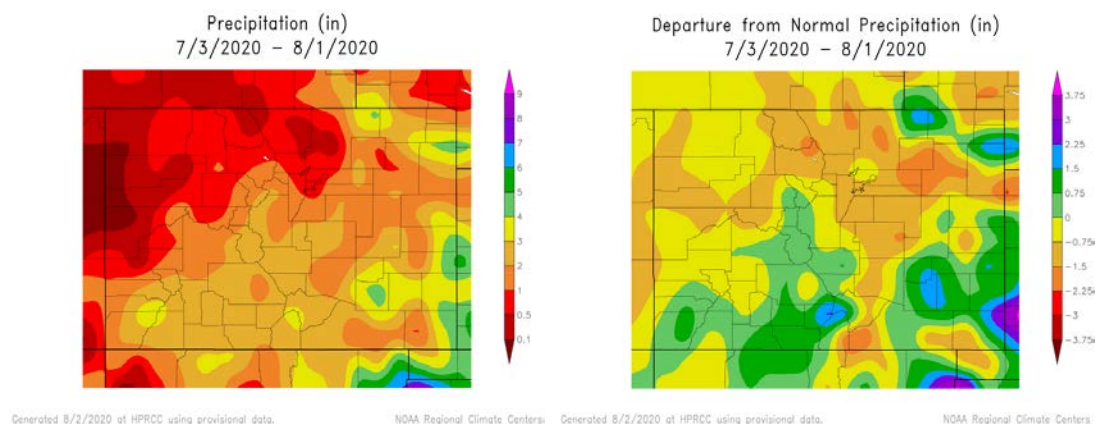 Precipitation (in)
7/3/2020 – 8/1/2020
9
8
7
6
5
4
3
2
1
0.5
0.1
Generated 8/2/2020 at HPRCC using provisional data.
NOAA Regional Climate Centers
Departure from Normal Precipitation (in)
7/3/2020 – 8/1/2020
3.75
3
2.25
1.5
0.75
0
−0.75
−1.5
−2.25
−3
−3.75
Generated 8/2/2020 at HPRCC using provisional data.
NOAA Regional Climate Centers